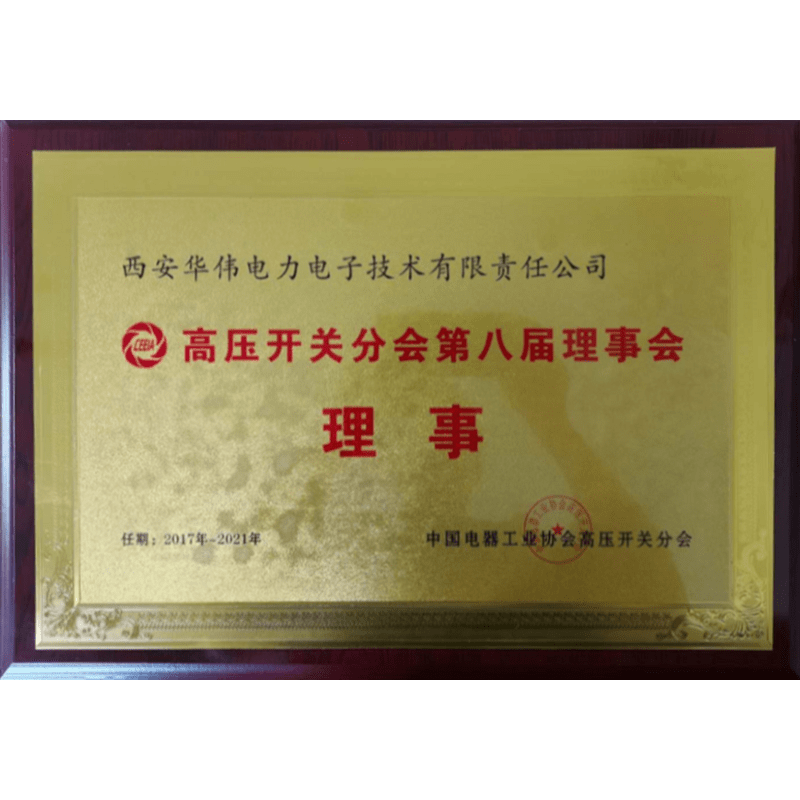 西安华伟电力电子技术有限责任公司
CEEIA 高压开关分会第八届理事会
理 事
任期：2017年-2021年
中国电器工业协会高压开关分会